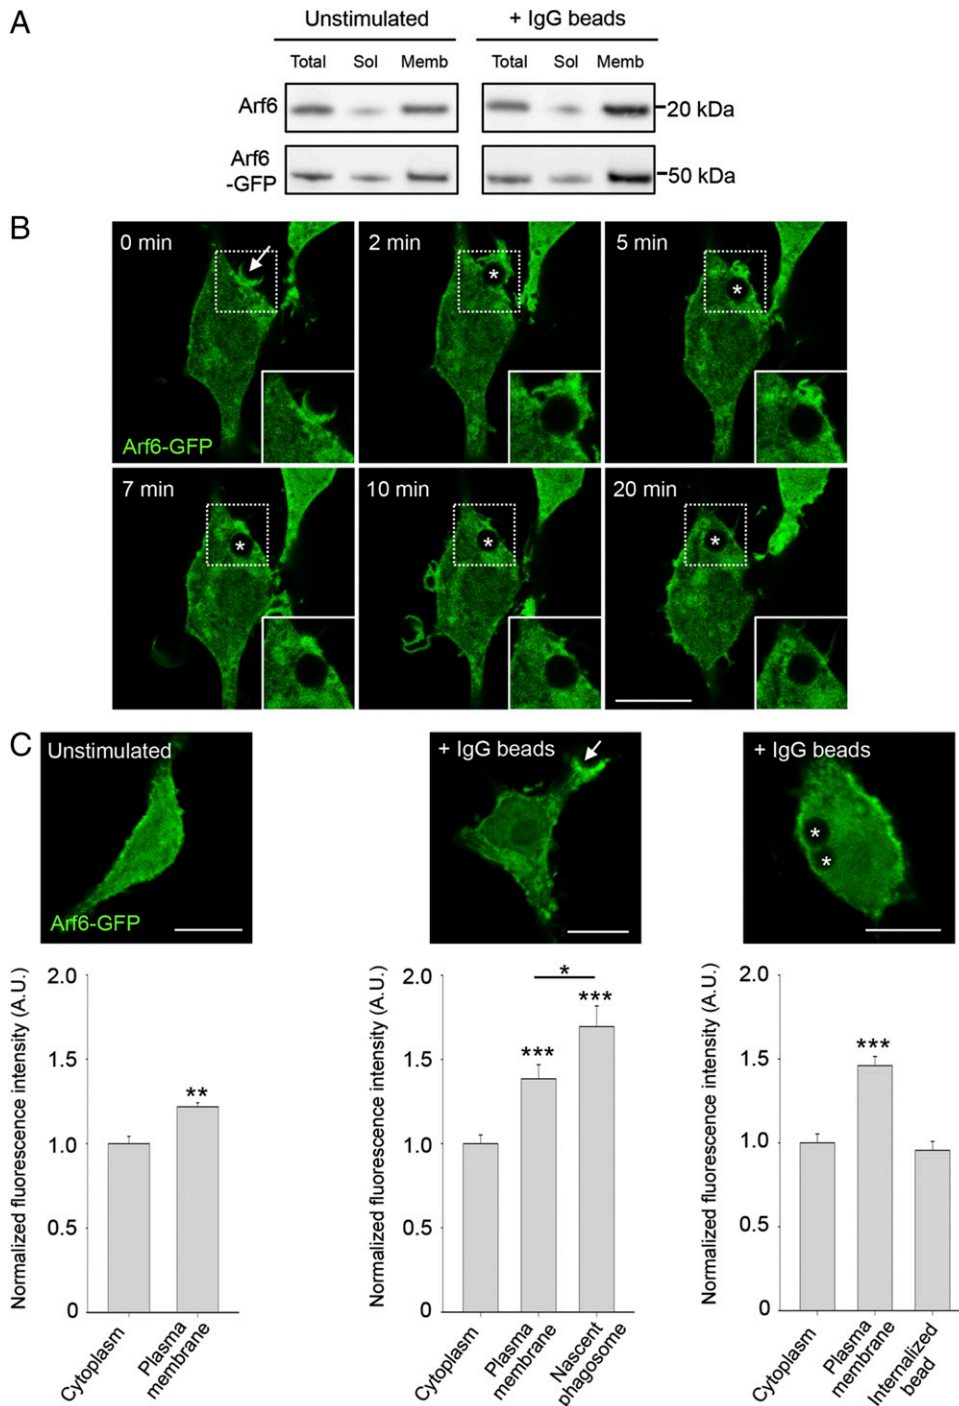 A
Unstimulated
+ IgG beads
Total Sol Memb
Total Sol Memb
Arf6
20 kDa
Arf6
-GFP
50 kDa
B
0 min
2 min
5 min
*
*
Arf6-GFP
7 min
10 min
20 min
*
*
*
C
Unstimulated
+ IgG beads
+ IgG beads
*
*
Arf6-GFP
Normalized fluorescence intensity (A.U.)
2.0
1.5
1.0
0.5
0
**
Cytoplasm
Plasma
membrane
Normalized fluorescence intensity (A.U.)
2.0
1.5
1.0
0.5
0
*
***
***
Cytoplasm
Plasma
membrane
Nascent
phagosome
Normalized fluorescence intensity (A.U.)
2.0
1.5
1.0
0.5
0
***
Cytoplasm
Plasma
membrane
Internalized
bead